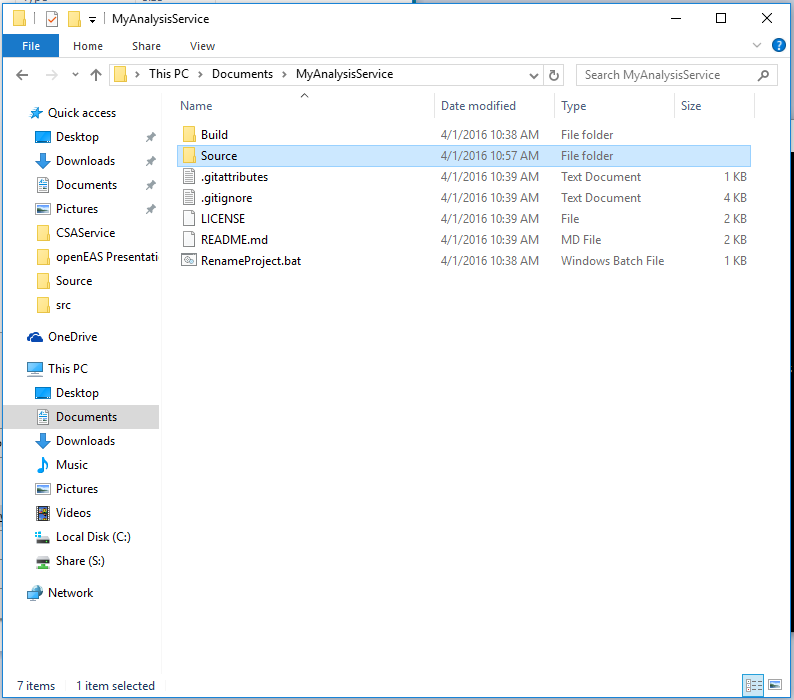 MyAnalysisService
File Home Share View
This PC Documents MyAnalysisService Search MyAnalysisService
Name Date modified Type Size
Quick access
Desktop
Downloads
Documents
Pictures
CSAService
openEAS Presentati
Source
src
OneDrive
This PC
Desktop
Documents
Downloads
Music
Pictures
Videos
Local Disk (C:)
Share (S:)
Network
Build 4/1/2016 10:38 AM File folder
Source 4/1/2016 10:57 AM File folder
.gitattributes 4/1/2016 10:39 AM Text Document 1 KB
.gitignore 4/1/2016 10:39 AM Text Document 4 KB
LICENSE 4/1/2016 10:39 AM File 2 KB
README.md 4/1/2016 10:39 AM MD File 2 KB
RenameProject.bat 4/1/2016 10:38 AM Windows Batch File 1 KB
7 items 1 item selected